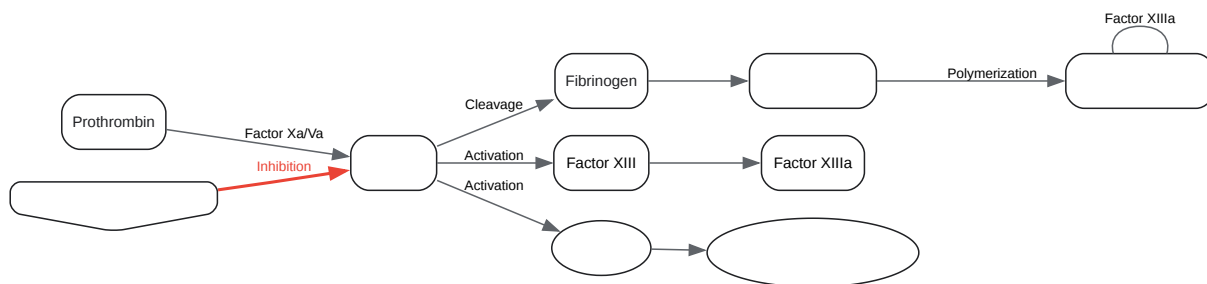 Factor XIIIa
Fibrinogen
Polymerization
Cleavage
Prothrombin
Factor Xa/Va
Inhibition
Activation
Factor XIII
Factor XIIIa
Activation